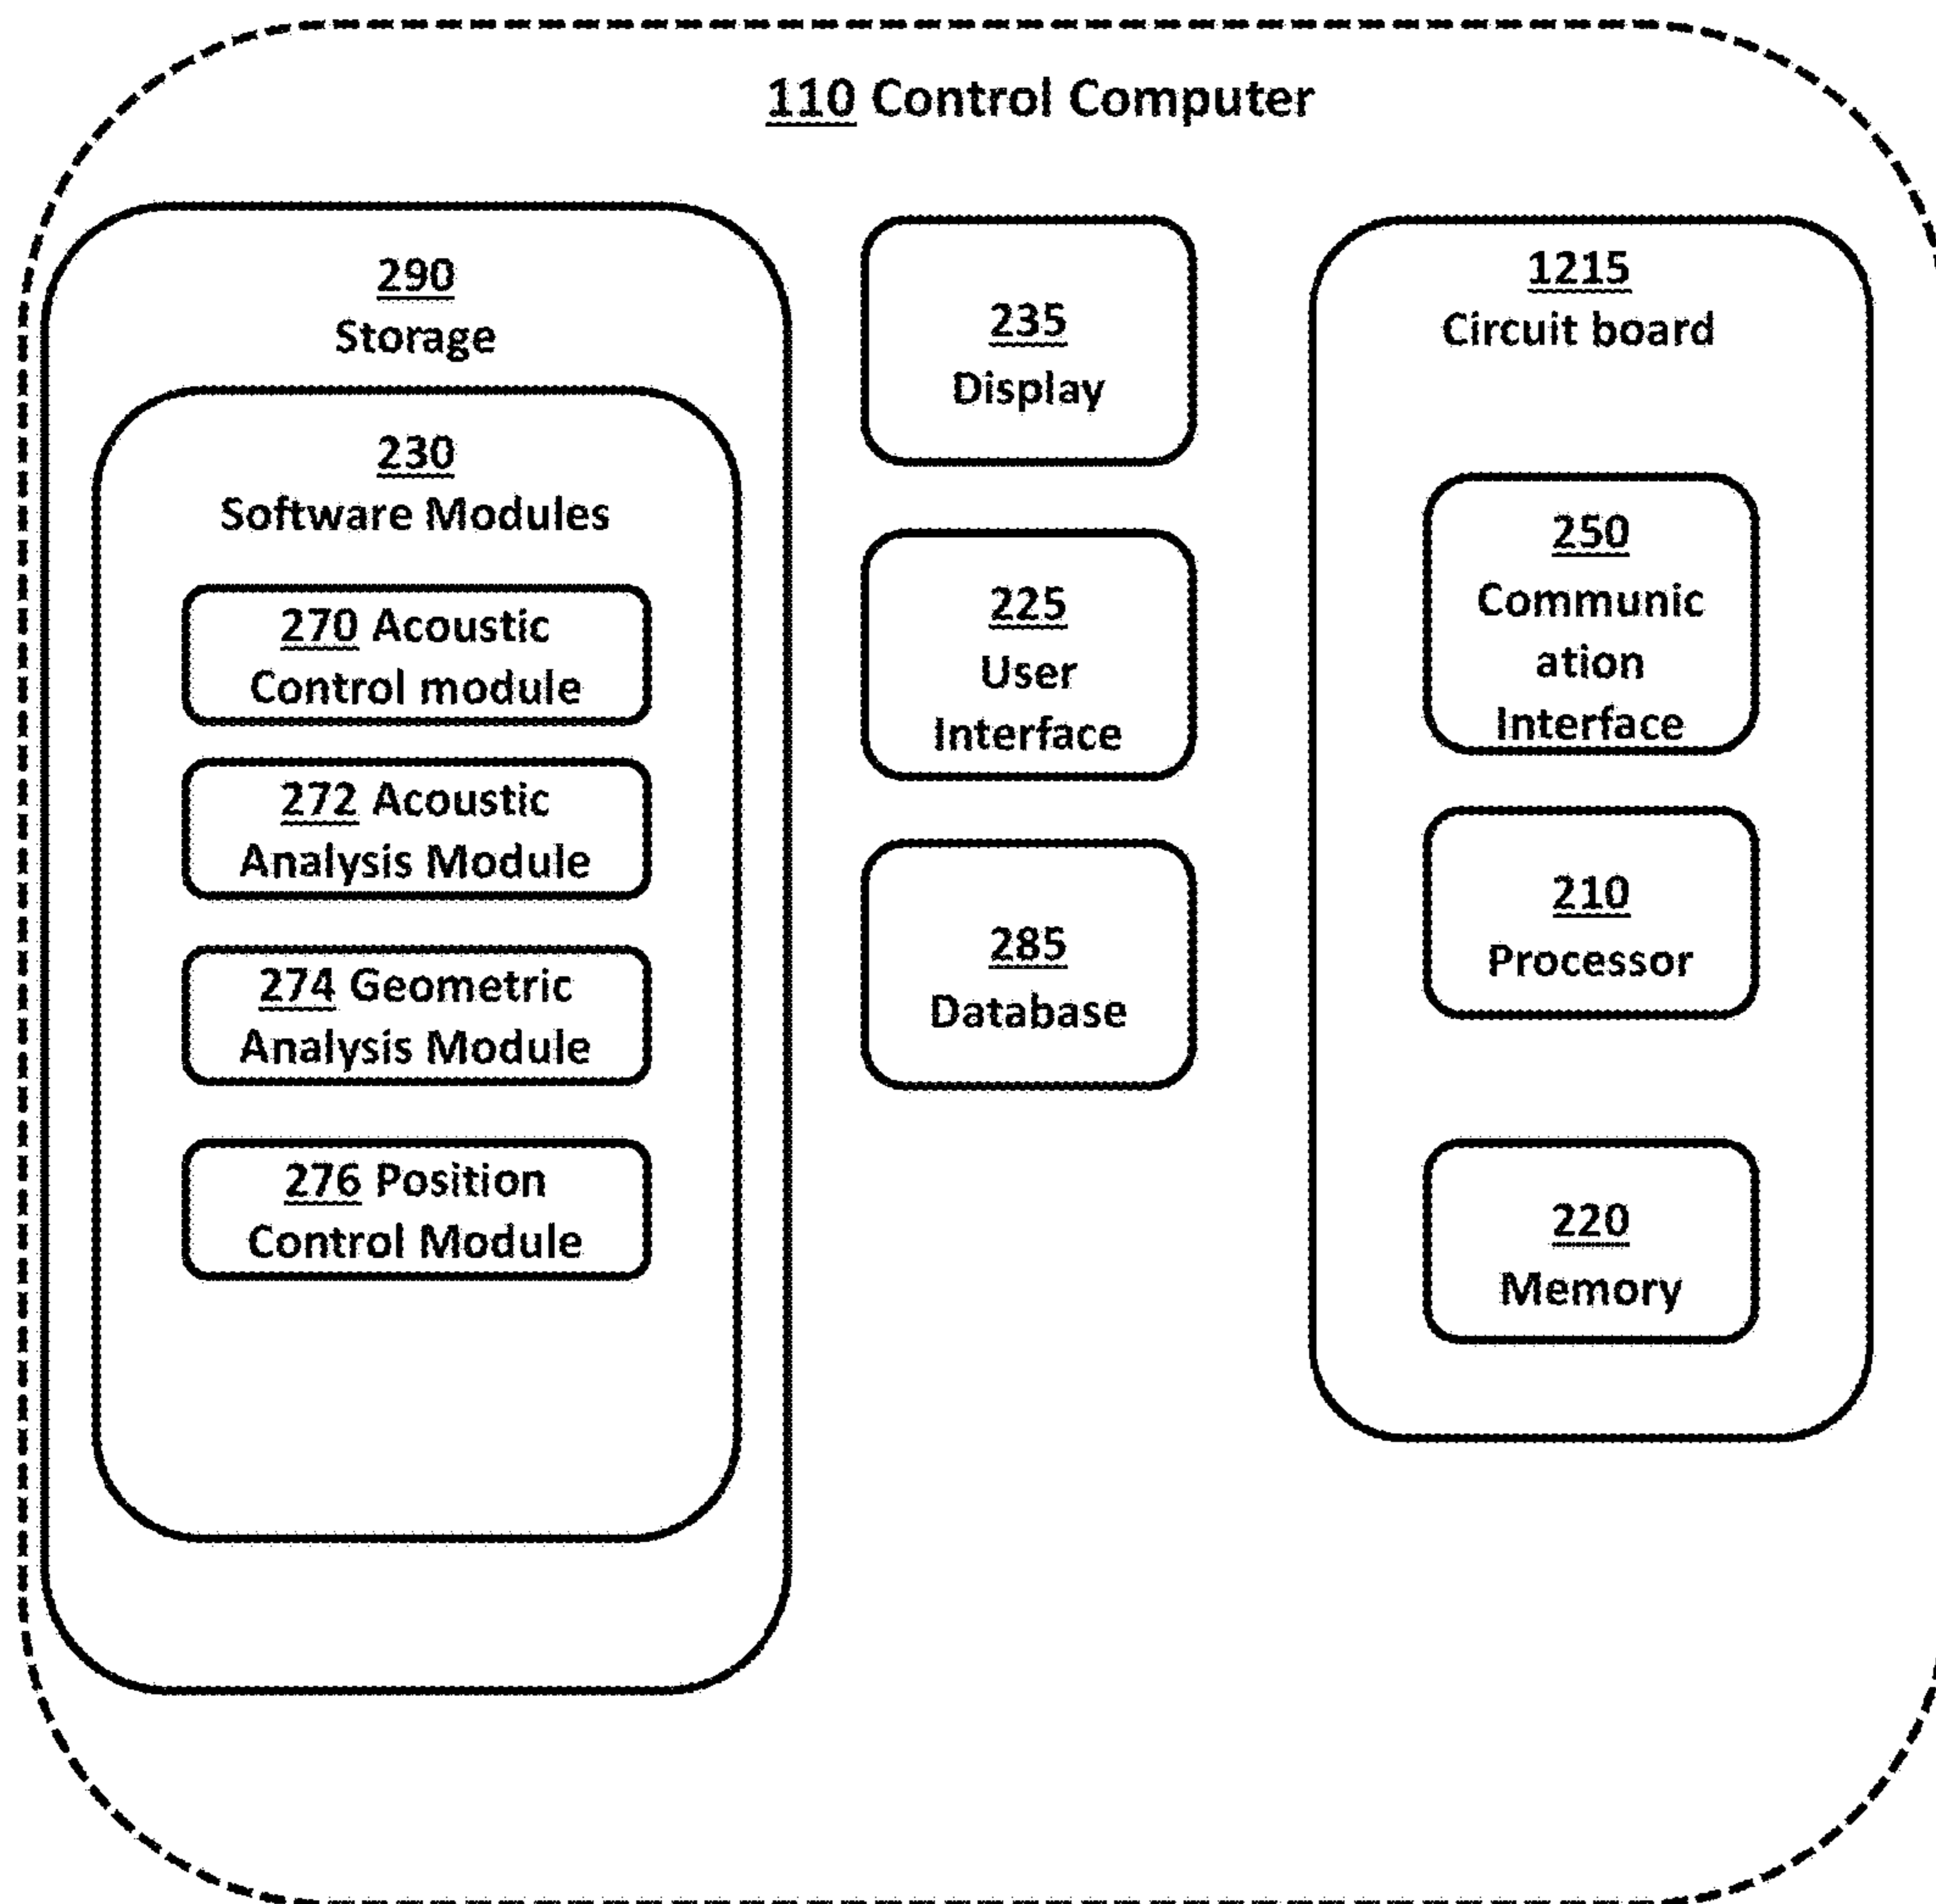 110 Control Computer
290
Storage
230
Software Modules
270 Acoustic
Control module
272 Acoustic
Analysis Module
274 Geometric
Analysis Module
276 Position
Control Module
235
Display
225
User
Interface
285
Database
1215
Circuit board
250
Communic
ation
Interface
210
Processor
220
Memory